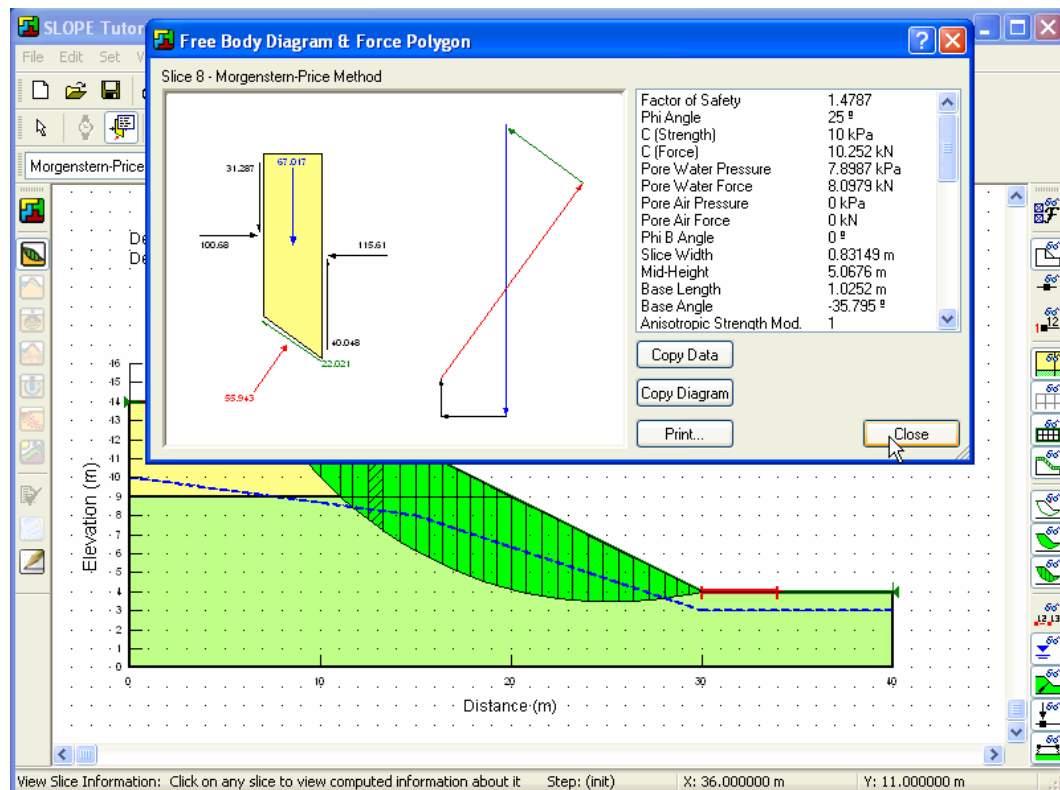 SLOPE Tutor
File Edit Set V
Free Body Diagram & Force Polygon
Slice 8 - Morgenstern-Price Method
Morgenstern-Price
31.287
67.017
100.68
115.61
40.048
22.021
55.943
Factor of Safety 1.4787
Phi Angle 25 º
C (Strength) 10 kPa
C (Force) 10.252 kN
Pore Water Pressure 7.8987 kPa
Pore Water Force 8.0979 kN
Pore Air Pressure 0 kPa
Pore Air Force 0 kN
Phi B Angle 0 º
Slice Width 0.83149 m
Mid-Height 5.0676 m
Base Length 1.0252 m
Base Angle -35.795 º
Anisotropic Strength Mod. 1
Copy Data
Copy Diagram
Print...
Close
De
De
16
15
14
13
12
11
10
9
8
7
6
5
4
3
2
1
0
Elevation (m)
0 10 20 30 40
Distance (m)
View Slice Information: Click on any slice to view computed information about it Step: (init) X: 36.000000 m Y: 11.000000 m